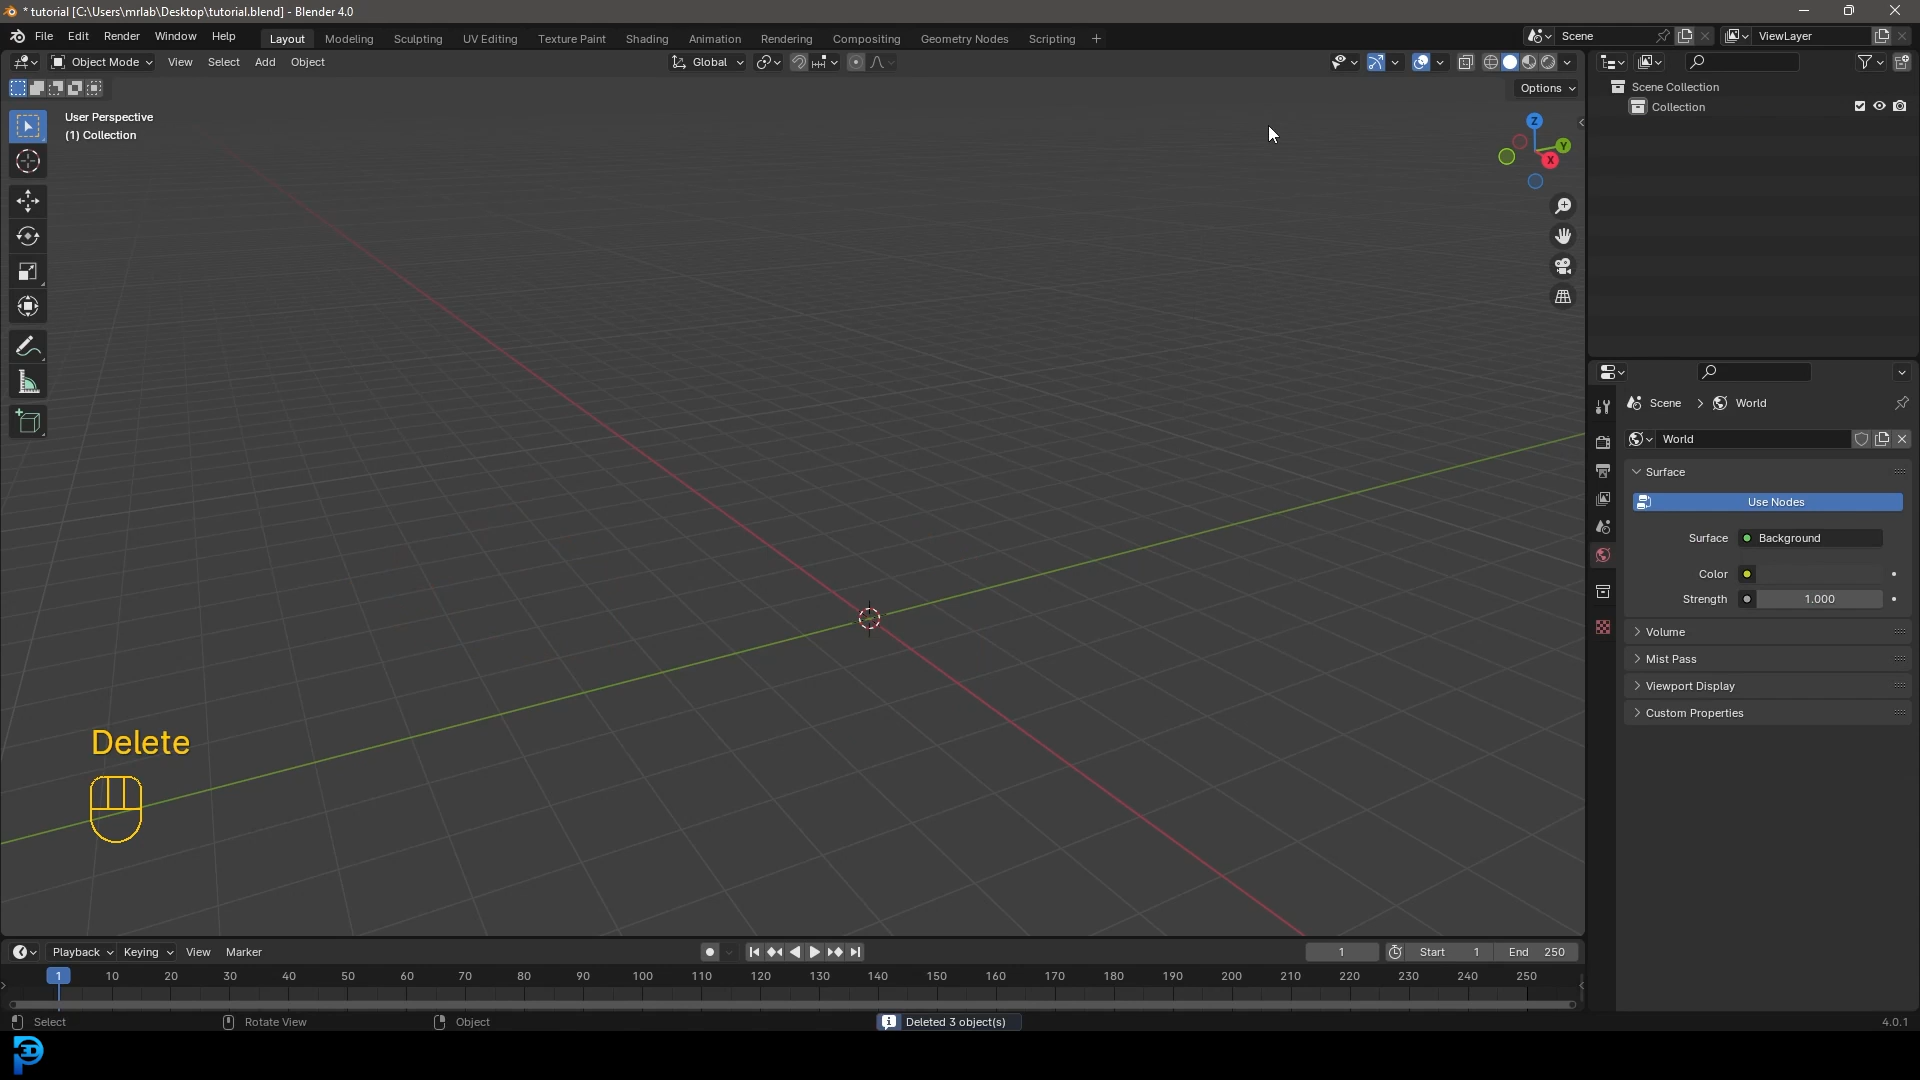 * tutorial [C:\Users\mrlab\Desktop\tutorial.blend] - Blender 4.0
File Edit Render Window Help Layout Modeling Sculpting UV Editing Texture Paint Shading Animation Rendering Compositing Geometry Nodes Scripting + Scene ViewLayer
Object Mode View Select Add Object Global
Options
User Perspective
(1) Collection
Z
Y
X
Scene Collection
Collection
Scene > World
World
Surface
Use Nodes
Surface Background
Color
Strength 1.000
Volume
Mist Pass
Viewport Display
Custom Properties
Delete
Playback Keying View Marker 1 Start 1 End 250
1 10 20 30 40 50 60 70 80 90 100 110 120 130 140 150 160 170 180 190 200 210 220 230 240 250
Select Rotate View Object Deleted 3 object(s) 4.0.1